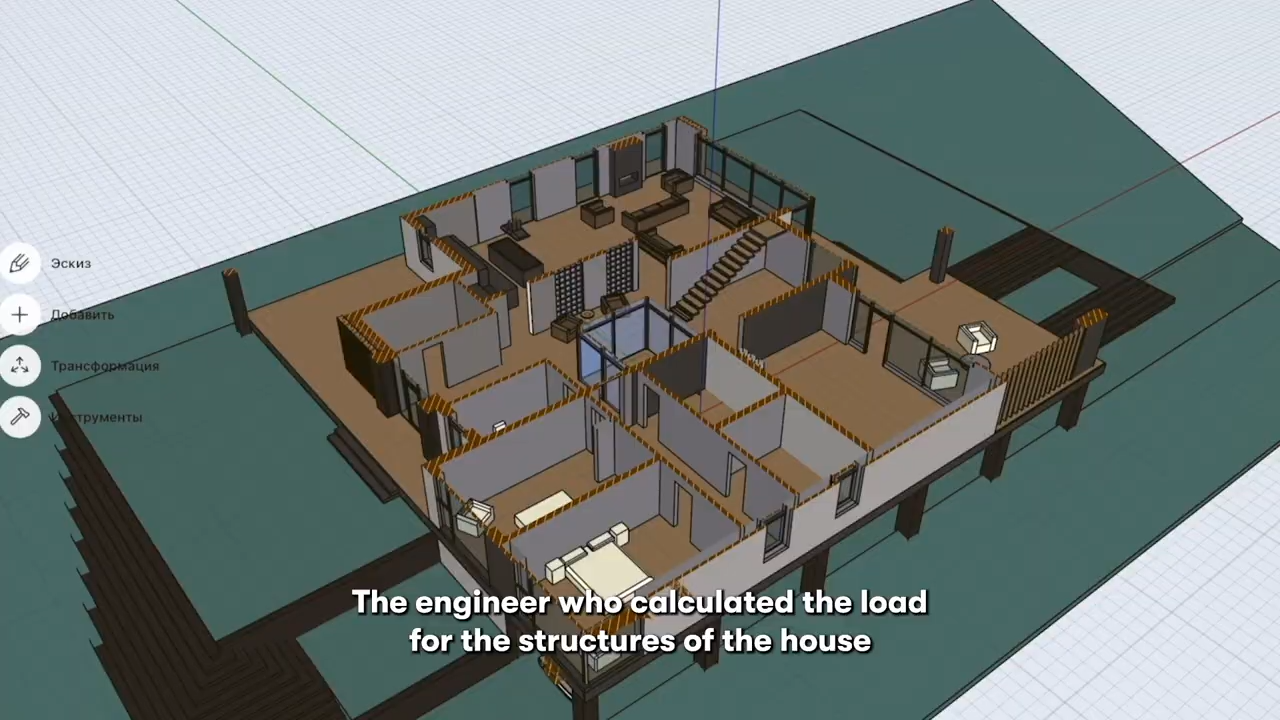 Эскиз
Добавить
Трансформация
Инструменты
The engineer who calculated the load
for the structures of the house